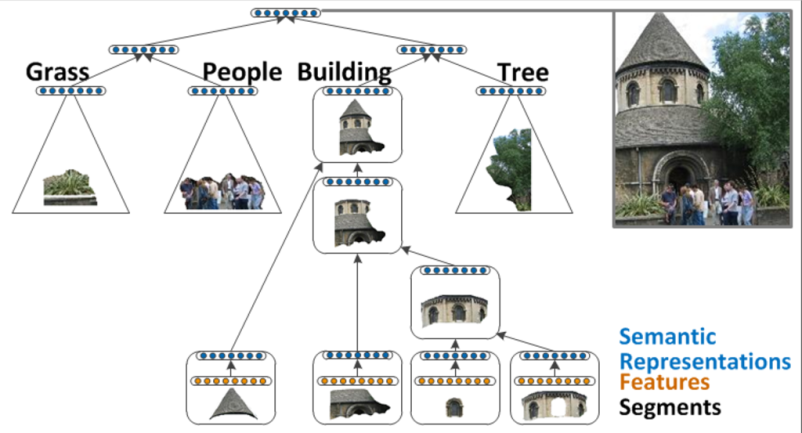 Grass
People
Building
Tree
Semantic
Representations
Features
Segments